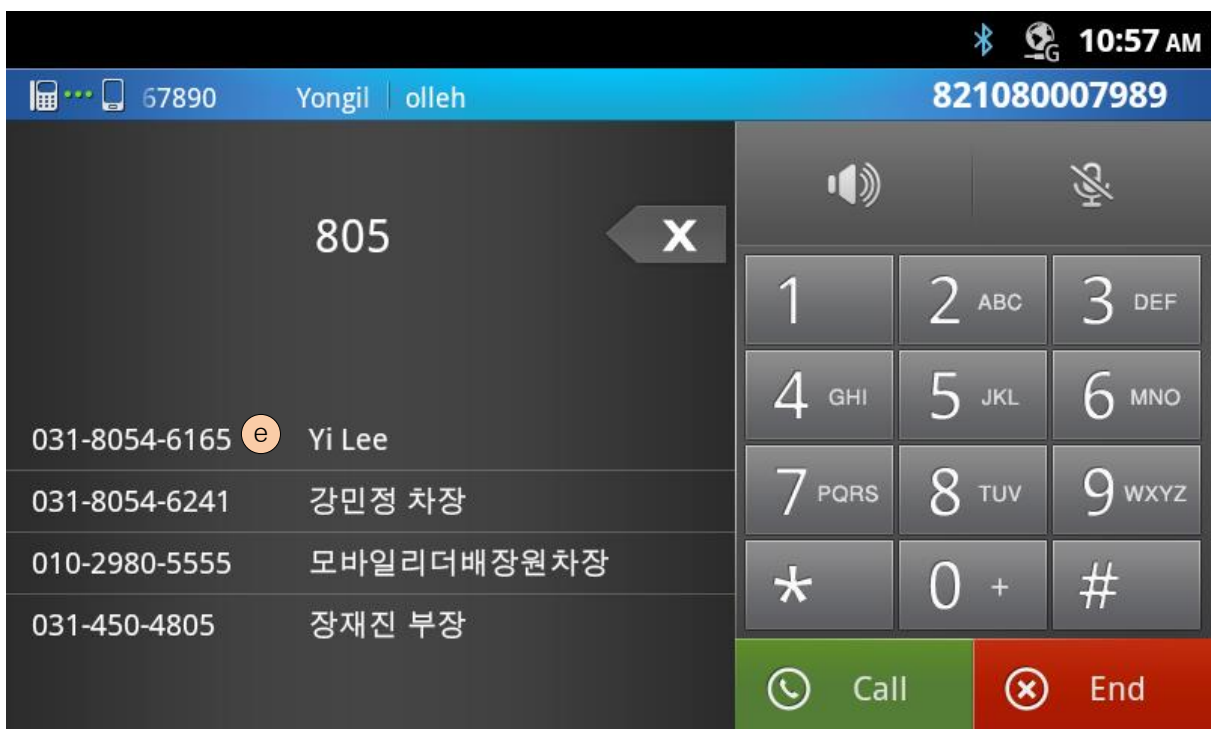 10:57 AM
67890 Yongil olleh 821080007989
805 X
031-8054-6165 e Yi Lee
031-8054-6241 강민정 차장
010-2980-5555 모바일리더배장원차장
031-450-4805 장재진 부장
1 2 ABC 3 DEF
4 GHI 5 JKL 6 MNO
7 PQRS 8 TUV 9 WXYZ
* 0 + #
Call End